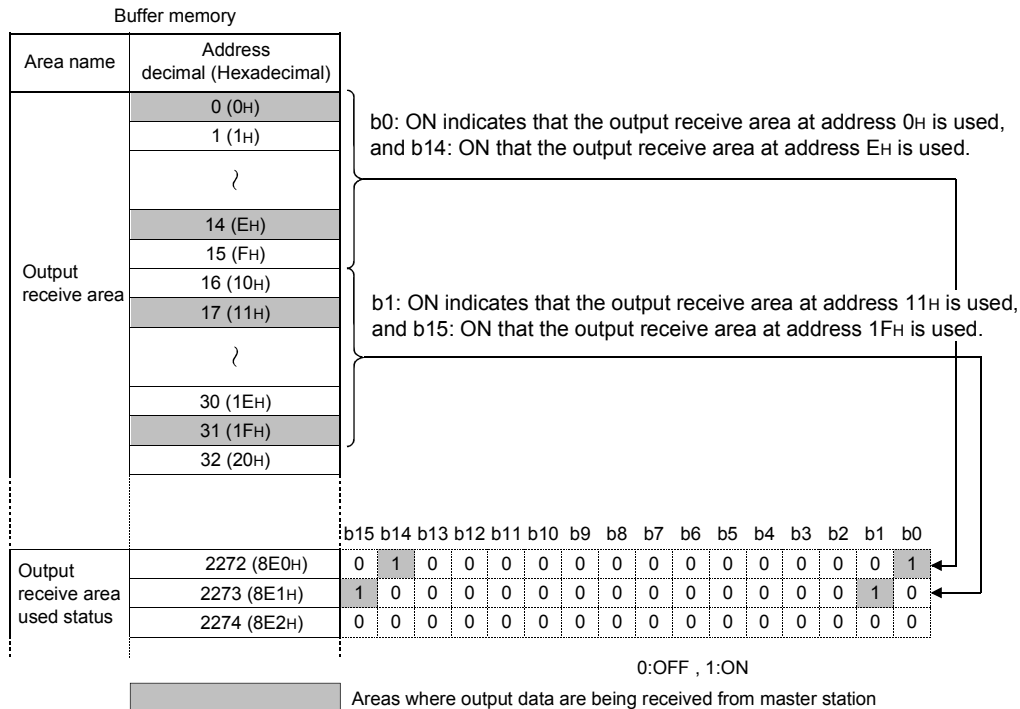 Buffer memory
Area name
Address
decimal (Hexadecimal)
Output
receive area
0 (0H)
1 (1H)
14 (EH)
15 (FH)
16 (10H)
17 (11H)
30 (1EH)
31 (1FH)
32 (20H)
b0: ON indicates that the output receive area at address 0H is used,
and b14: ON that the output receive area at address EH is used.
b1: ON indicates that the output receive area at address 11H is used,
and b15: ON that the output receive area at address 1FH is used.
b15 b14 b13 b12 b11 b10 b9 b8 b7 b6 b5 b4 b3 b2 b1 b0
Output
receive area
used status
2272 (8E0H) 0 1 0 0 0 0 0 0 0 0 0 0 0 0 0 1
2273 (8E1H) 1 0 0 0 0 0 0 0 0 0 0 0 0 0 1 0
2274 (8E2H) 0 0 0 0 0 0 0 0 0 0 0 0 0 0 0 0
0:OFF , 1:ON
Areas where output data are being received from master station